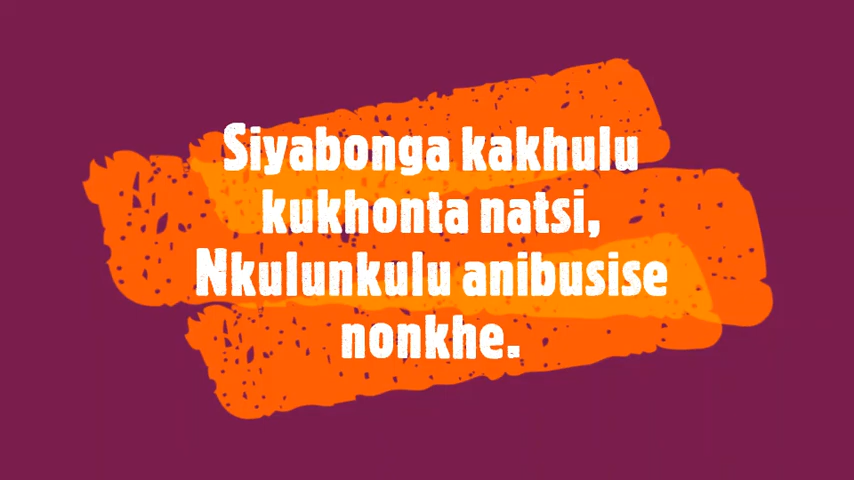 Siyabonga kakhulu
kukhonta natsi,
Nkulunkulu anibusise
nonkhe.